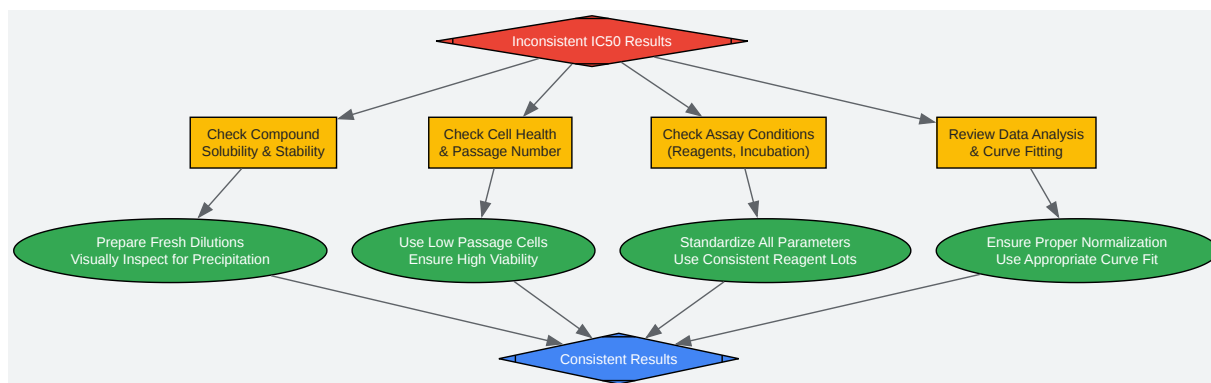 Inconsistent IC50 Results
Check Compound
Solubility & Stability
Check Cell Health
& Passage Number
Check Assay Conditions
(Reagents, Incubation)
Review Data Analysis
& Curve Fitting
Prepare Fresh Dilutions
Visually Inspect for Precipitation
Use Low Passage Cells
Ensure High Viability
Standardize All Parameters
Use Consistent Reagent Lots
Ensure Proper Normalization
Use Appropriate Curve Fit
Consistent Results